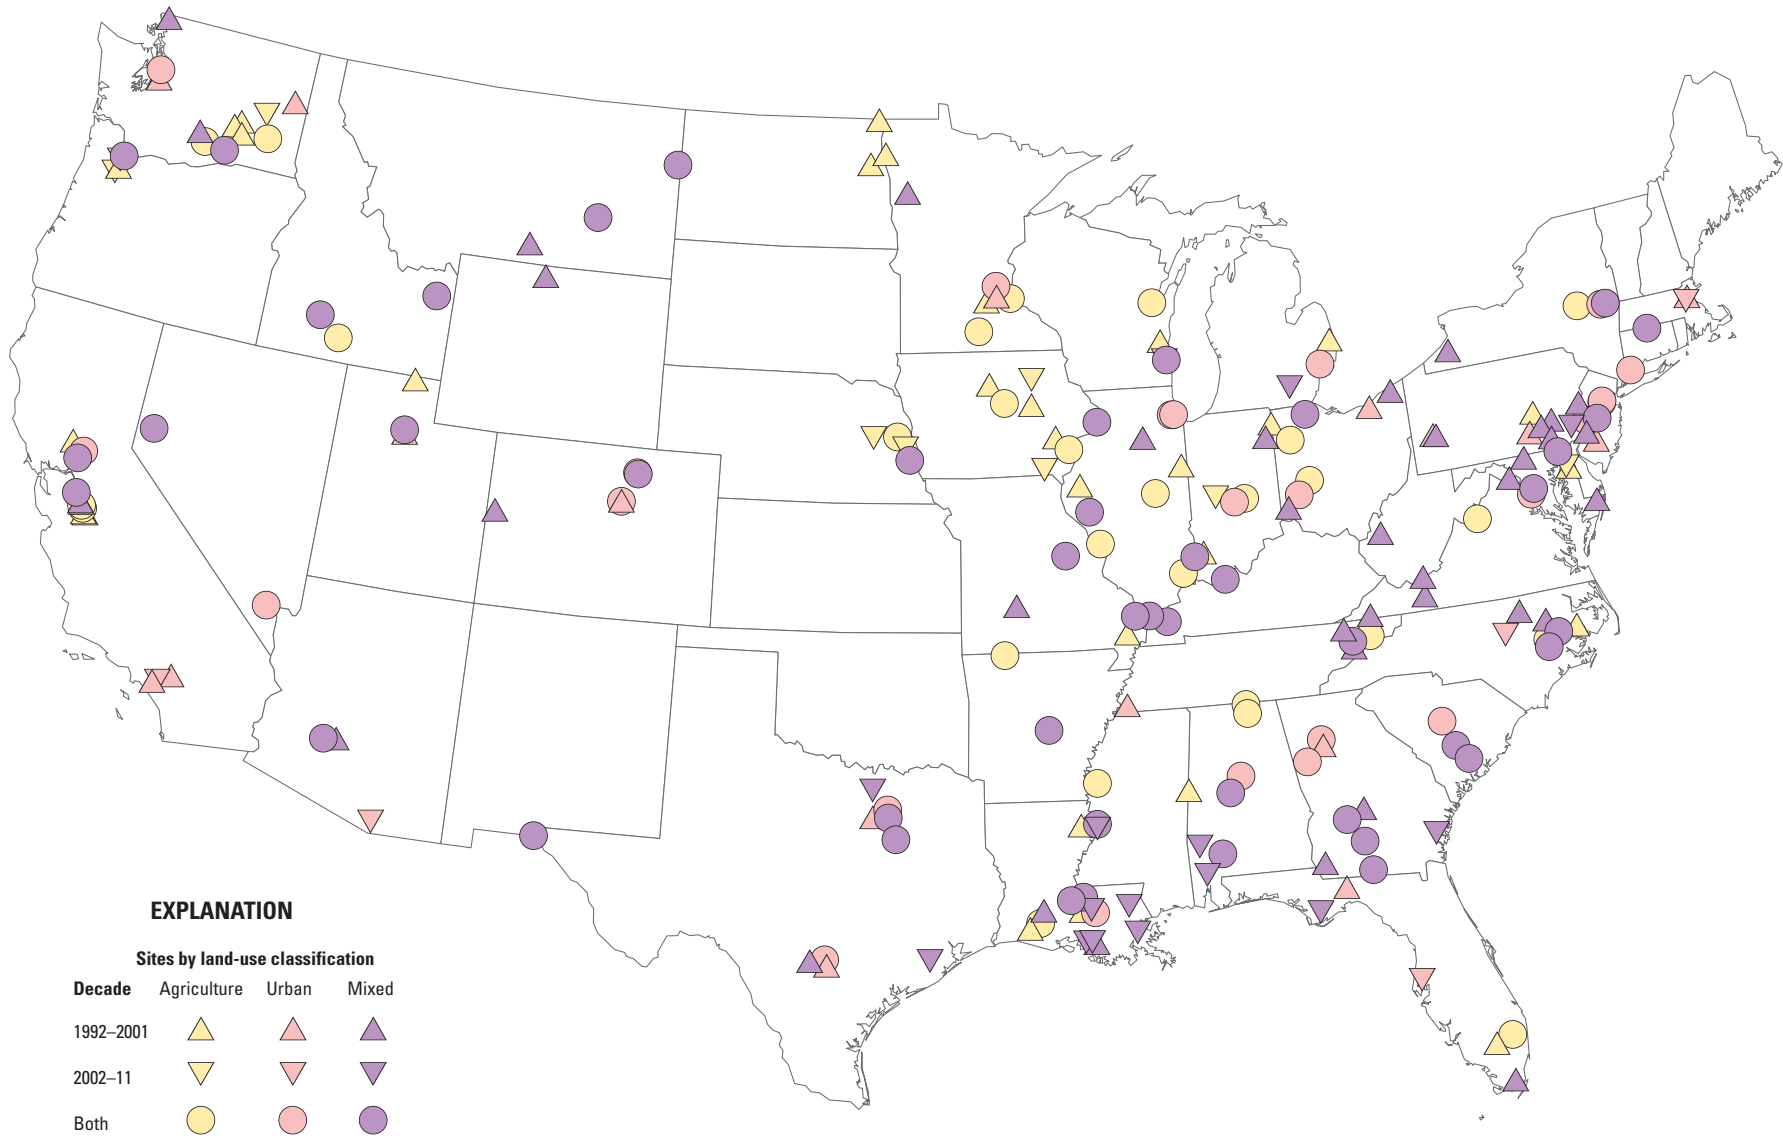 EXPLANATION
Sites by land-use classification
Decade Agriculture Urban Mixed
1992–2001
2002–11
Both